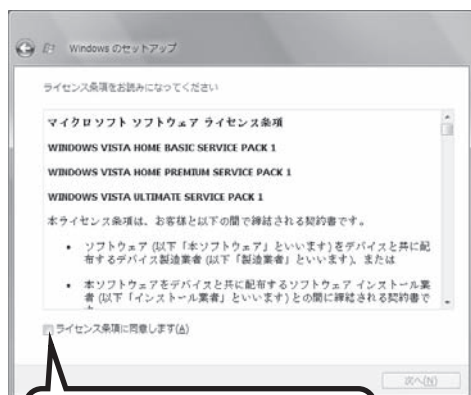 Windows のセットアップ
ライセンス条項をお読みになってください
マイクロソフト ソフトウェア ライセンス条項
WINDOWS VISTA HOME BASIC SERVICE PACK 1
WINDOWS VISTA HOME PREMIUM SERVICE PACK 1
WINDOWS VISTA ULTIMATE SERVICE PACK 1
本ライセンス条項は、お客様と以下の間で締結される契約書です。
• ソフトウェア (以下「本ソフトウェア」といいます) をデバイスと共に配
布するデバイス製造業者 (以下「製造業者」といいます)、または
• 本ソフトウェアをデバイスと共に配布するソフトウェア インストール業
者 (以下「インストール業者」といいます) との間に締結される契約書で
ライセンス条項に同意します(A)
次へ(N)